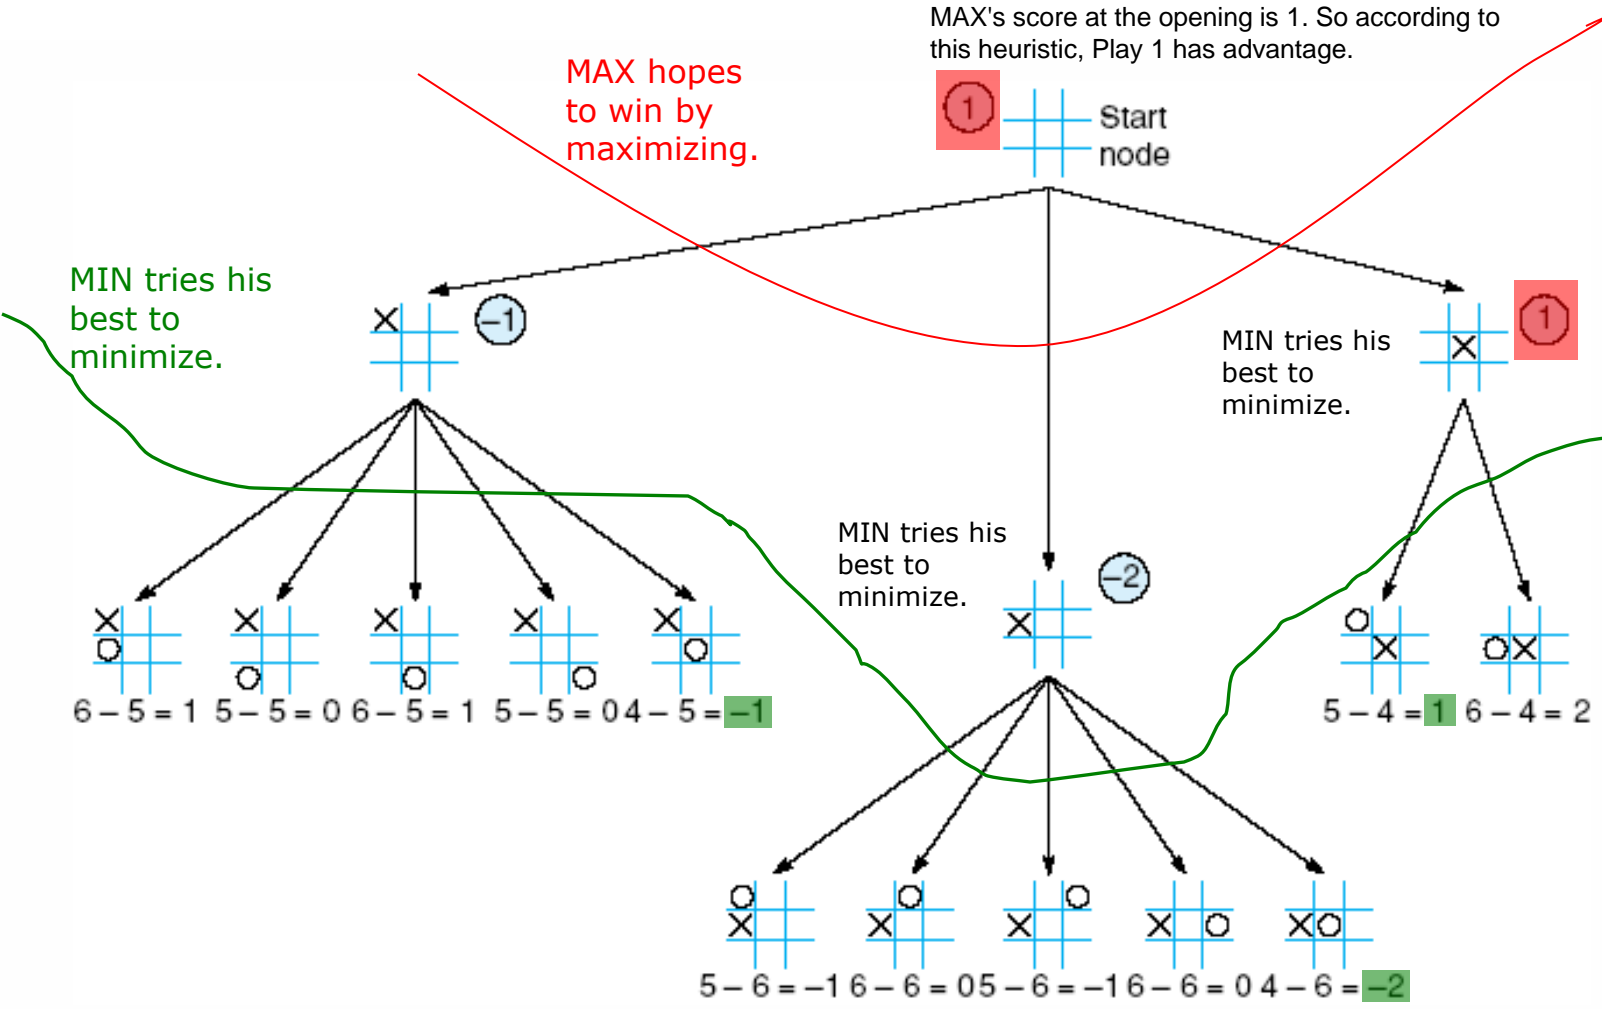 MAX's score at the opening is 1. So according to
this heuristic, Play 1 has advantage.
MAX hopes
to win by
maximizing.
1
Start
node
MIN tries his
best to
minimize.
X
−1
MIN tries his
best to
minimize.
X
1
X
O
6 – 5 = 1
X
O
5 – 5 = 0
X
O
6 – 5 = 1
X
O
5 – 5 = 0
X
O
4 – 5 = −1
MIN tries his
best to
minimize.
X
−2
O
X
5 – 4 = 1
O X
6 – 4 = 2
O
X
5 – 6 = −1
O
X
6 – 6 = 0
O
X
5 – 6 = −1
X O
6 – 6 = 0
X O
4 – 6 = −2